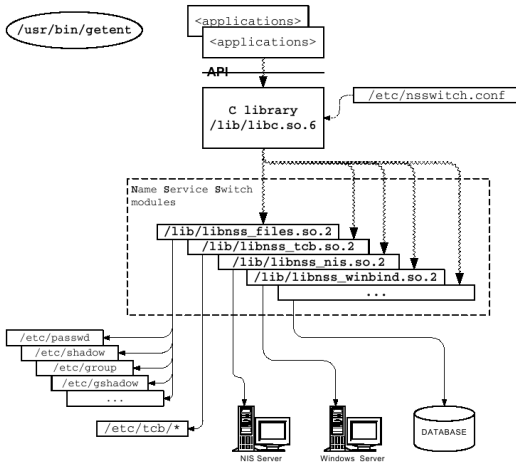 /usr/bin/getent
<applications>
<applications>
API
C library
/lib/libc.so.6
/etc/nsswitch.conf
Name Service Switch
modules
/lib/libnss_files.so.2
/lib/libnss_tcb.so.2
/lib/libnss_nis.so.2
/lib/libnss_winbind.so.2
...
/etc/passwd
/etc/shadow
/etc/group
/etc/gshadow
...
/etc/tcb/*
NIS Server
Windows Server
DATABASE